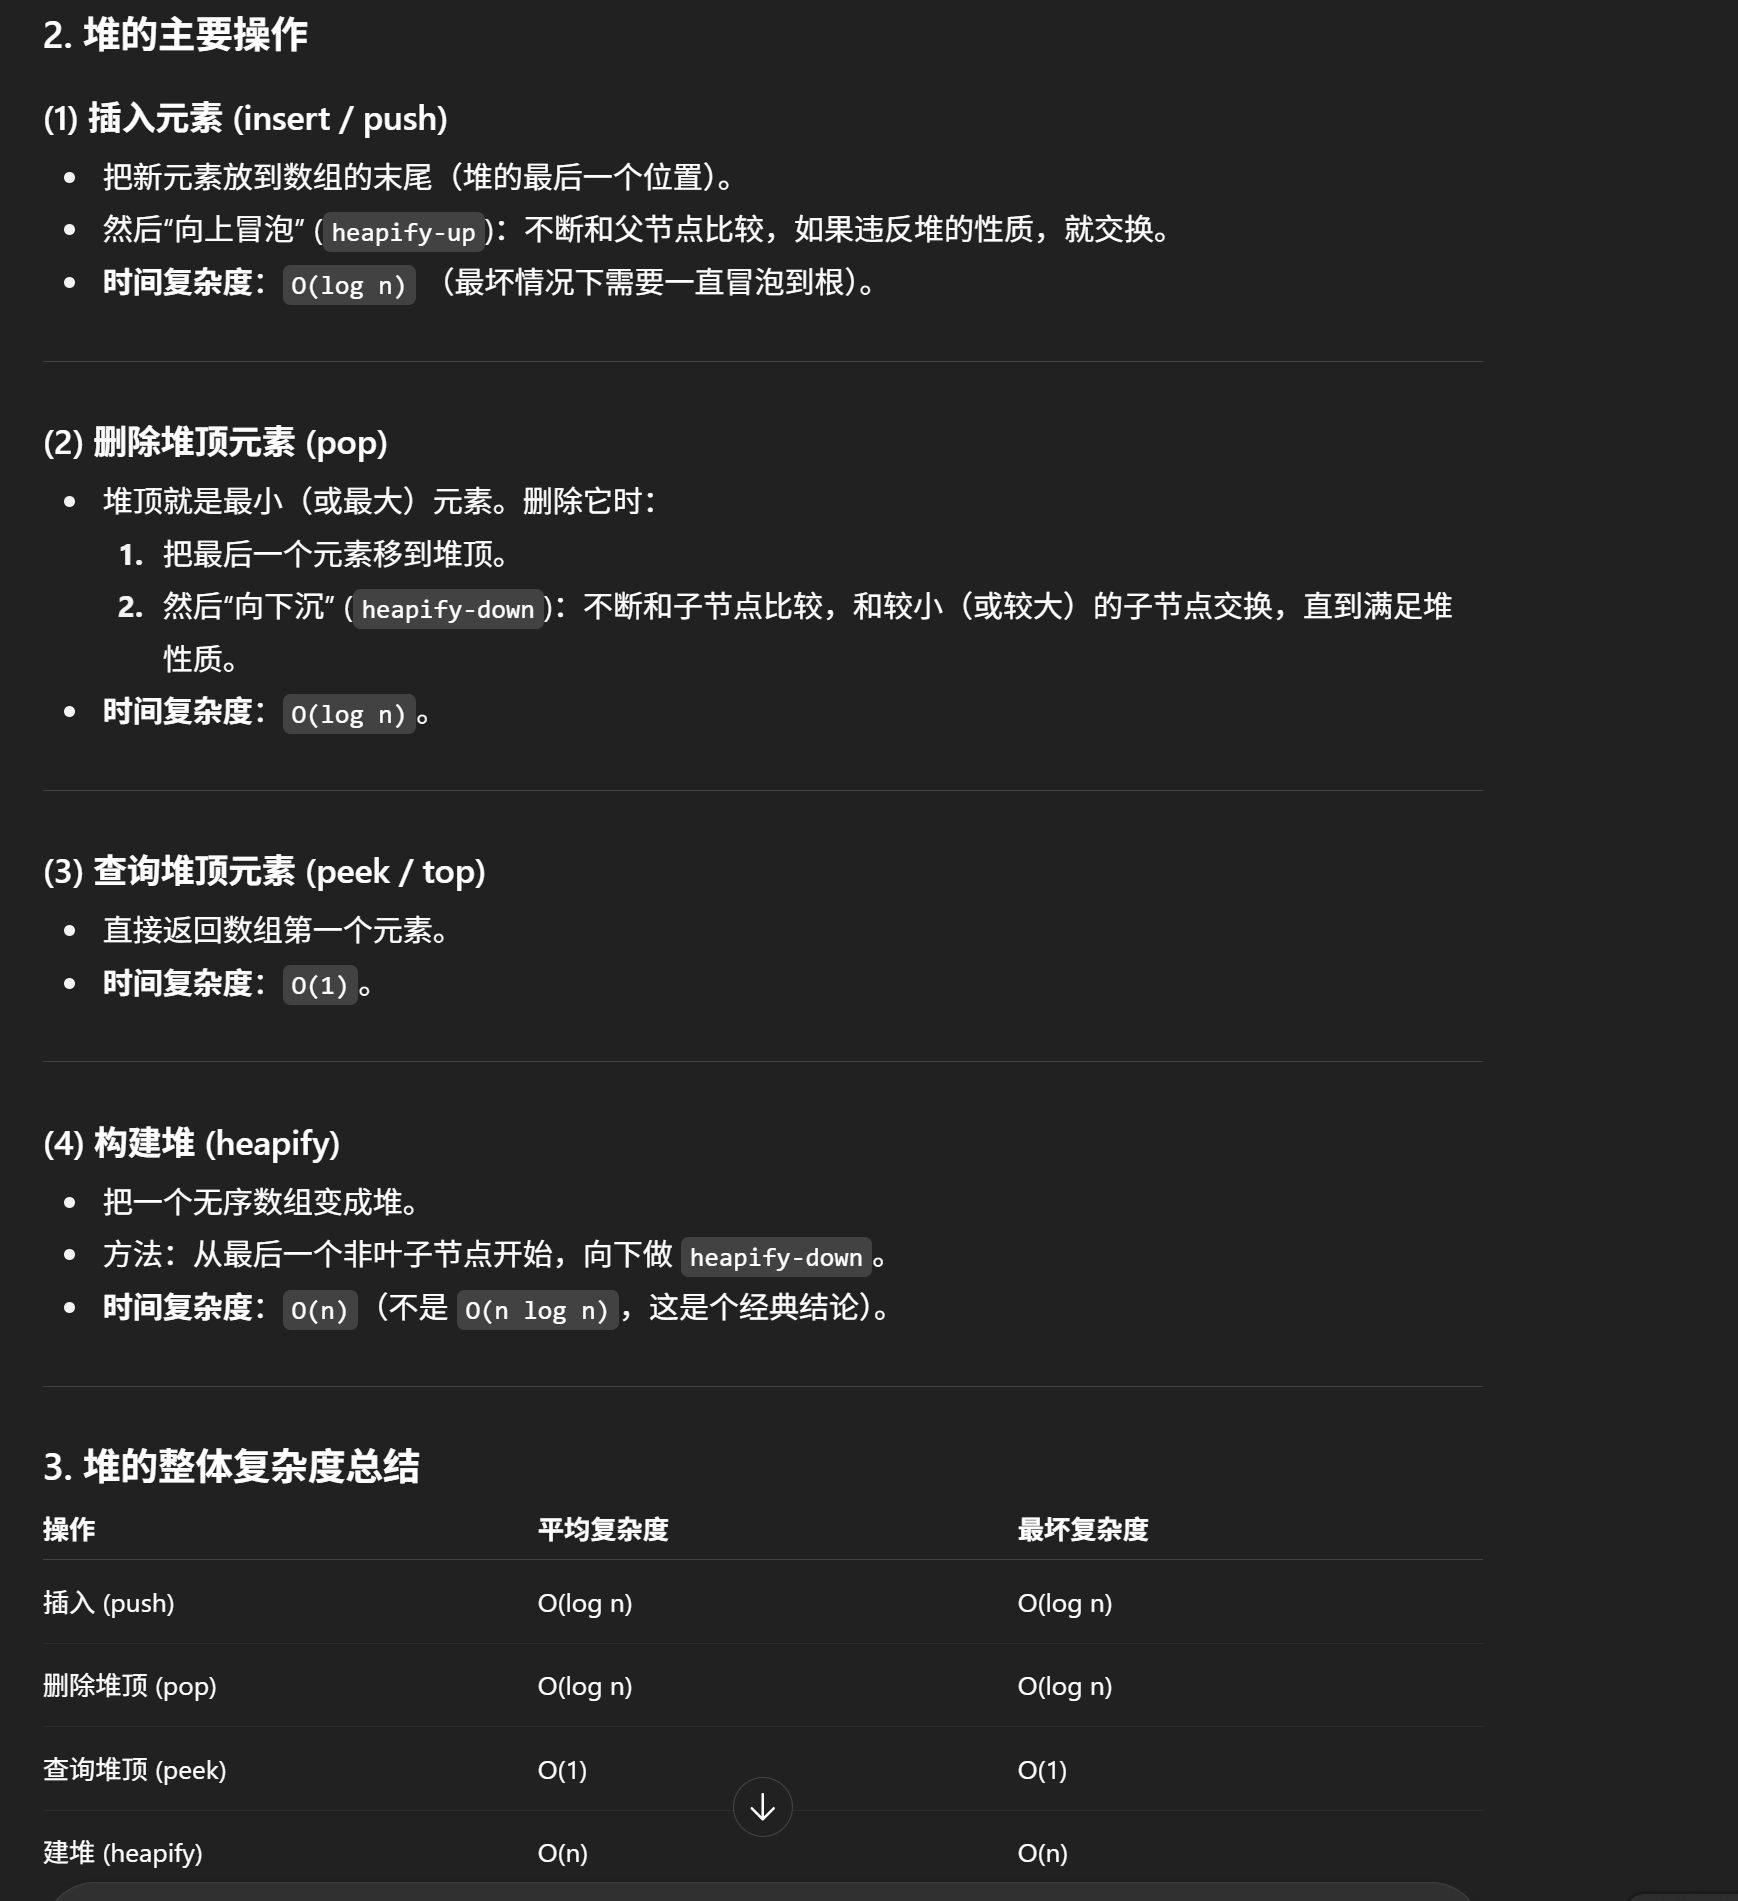 2. 堆的主要操作
(1) 插入元素 (insert / push)
• 把新元素放到数组的末尾（堆的最后一个位置）。
• 然后“向上冒泡” (heapify-up)：不断和父节点比较，如果违反堆的性质，就交换。
• 时间复杂度：O(log n) （最坏情况下需要一直冒泡到根）。
(2) 删除堆顶元素 (pop)
• 堆顶就是最小（或最大）元素。删除它时：
1. 把最后一个元素移到堆顶。
2. 然后“向下沉” (heapify-down)：不断和子节点比较，和较小（或较大）的子节点交换，直到满足堆
性质。
• 时间复杂度：O(log n)。
(3) 查询堆顶元素 (peek / top)
• 直接返回数组第一个元素。
• 时间复杂度：O(1)。
(4) 构建堆 (heapify)
• 把一个无序数组变成堆。
• 方法：从最后一个非叶子节点开始，向下做 heapify-down。
• 时间复杂度：O(n)（不是 O(n log n)，这是个经典结论）。
3. 堆的整体复杂度总结
操作 平均复杂度 最坏复杂度
插入 (push) O(log n) O(log n)
删除堆顶 (pop) O(log n) O(log n)
查询堆顶 (peek) O(1) O(1)
建堆 (heapify) O(n) O(n)